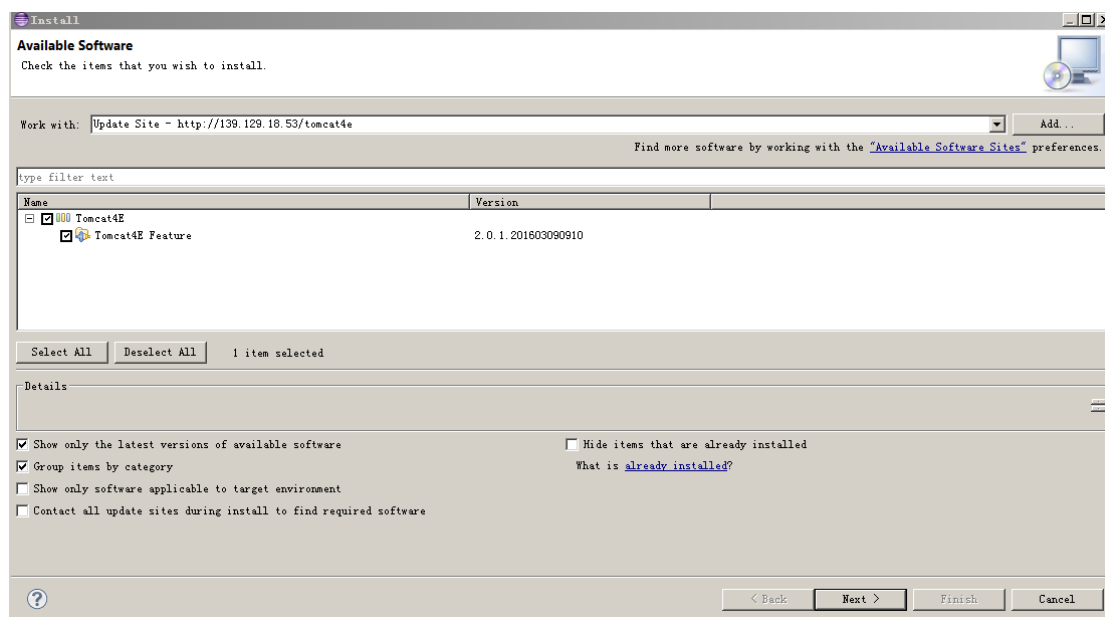 Install
Available Software
Check the items that you wish to install.
Work with: Update Site - http://139.129.18.53/tomcat4e Add...
Find more software by working with the "Available Software Sites" preferences.
type filter text
Name Version
Tomcat4E
Tomcat4E Feature 2.0.1.201603090910
Select All Deselect All 1 item selected
Details
Show only the latest versions of available software Hide items that are already installed
Group items by category What is already installed?
Show only software applicable to target environment
Contact all update sites during install to find required software
? < Back Next > Finish Cancel